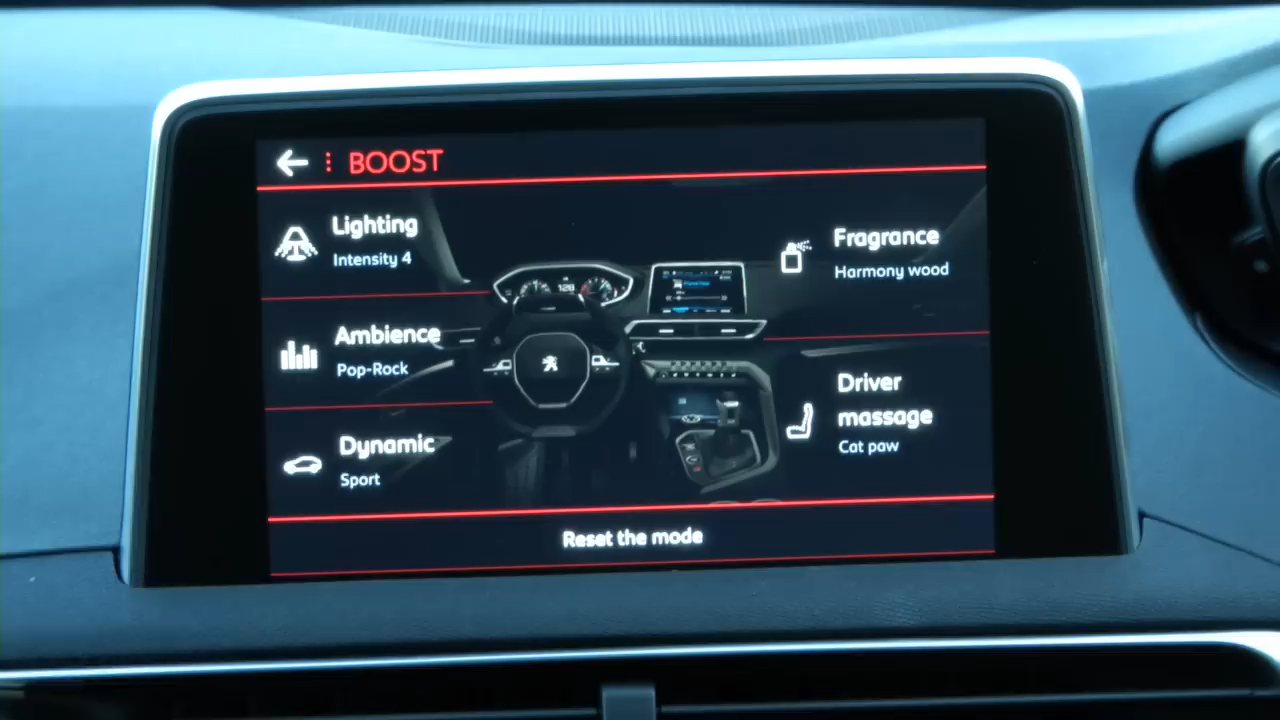 BOOST
Lighting
Intensity 4
Ambience
Pop-Rock
Dynamic
Sport
Fragrance
Harmony wood
Driver
massage
Cat paw
128
Reset the mode